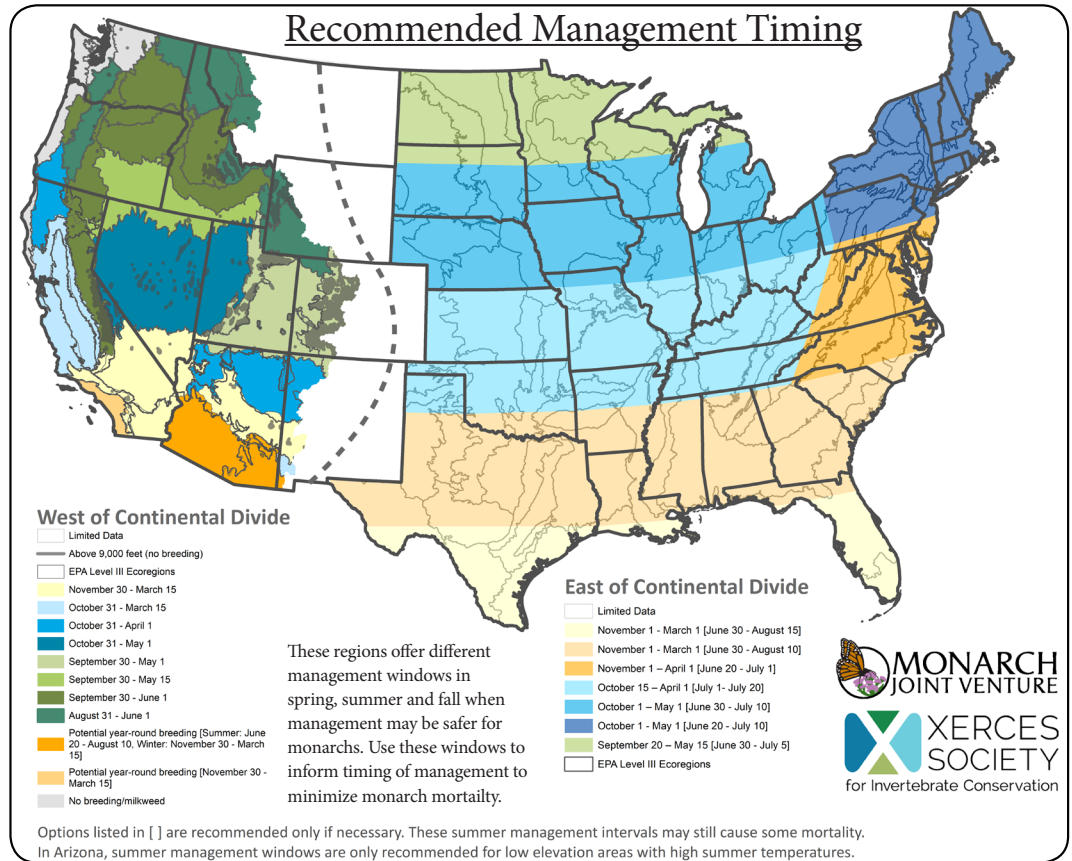 Recommended Management Timing
West of Continental Divide
Limited Data
Above 9,000 feet (no breeding)
EPA Level III Ecoregions
November 30 - March 15
October 31 - March 15
October 31 - April 1
October 31 - May 1
September 30 - May 1
September 30 - May 15
September 30 - June 1
August 31 - June 1
Potential year-round breeding [Summer: June
20 - August 10, Winter: November 30 - March
15]
Potential year-round breeding [November 30 -
March 15]
No breeding/milkweed
These regions offer different
management windows in
spring, summer and fall when
management may be safer for
monarchs. Use these windows to
inform timing of management to
minimize monarch mortailty.
East of Continental Divide
Limited Data
November 1 - March 1 [June 30 - August 15]
November 1 - March 1 [June 30 - August 10]
November 1 – April 1 [June 20 - July 1]
October 15 – April 1 [July 1- July 20]
October 1 – May 1 [June 30 - July 10]
October 1 - May 1 [June 20 - July 10]
September 20 – May 15 [June 30 - July 5]
EPA Level III Ecoregions
MONARCH
JOINT VENTURE
XERCES
SOCIETY
for Invertebrate Conservation
Options listed in [ ] are recommended only if necessary. These summer management intervals may still cause some mortality.
In Arizona, summer management windows are only recommended for low elevation areas with high summer temperatures.